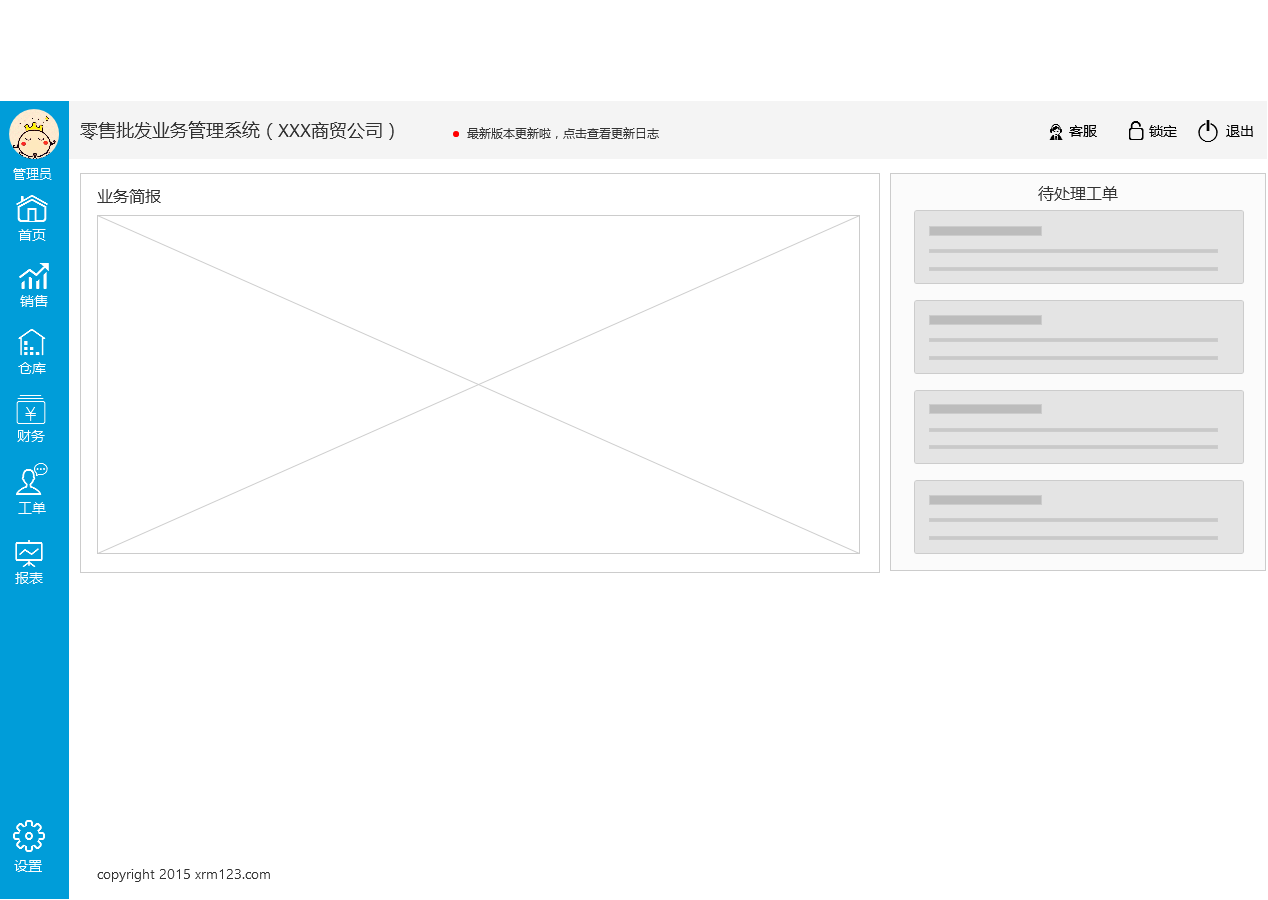 零售批发业务管理系统（XXX商贸公司）
最新版本更新啦，点击查看更新日志
客服
锁定
退出
管理员
首页
销售
仓库
¥
财务
工单
报表
设置
业务简报
待处理工单
copyright 2015 xrm123.com